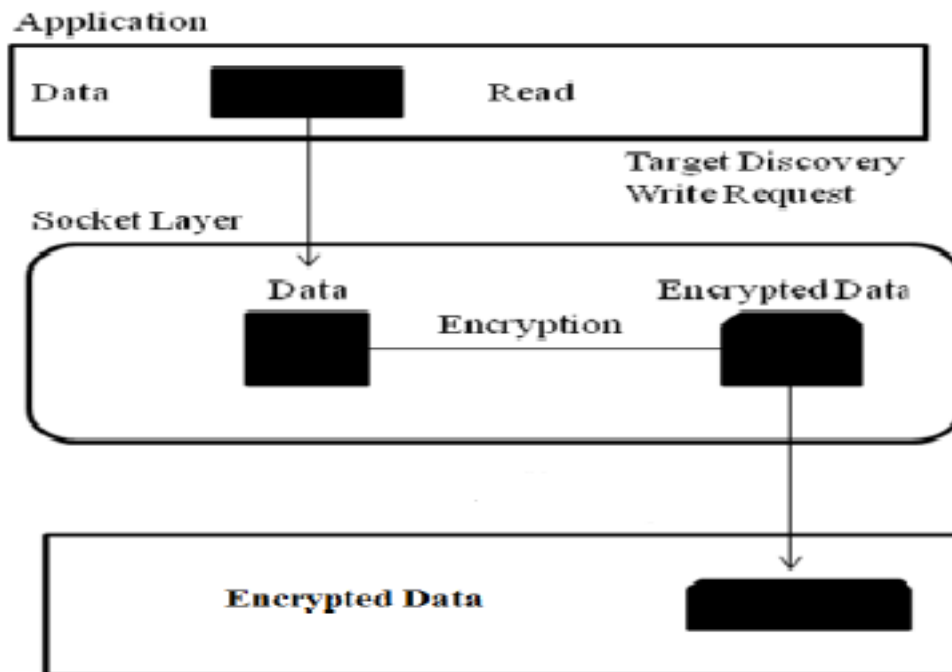 Application
Data Read
Target Discovery
Write Request
Socket Layer
Data
Encrypted Data
Encryption
Encrypted Data